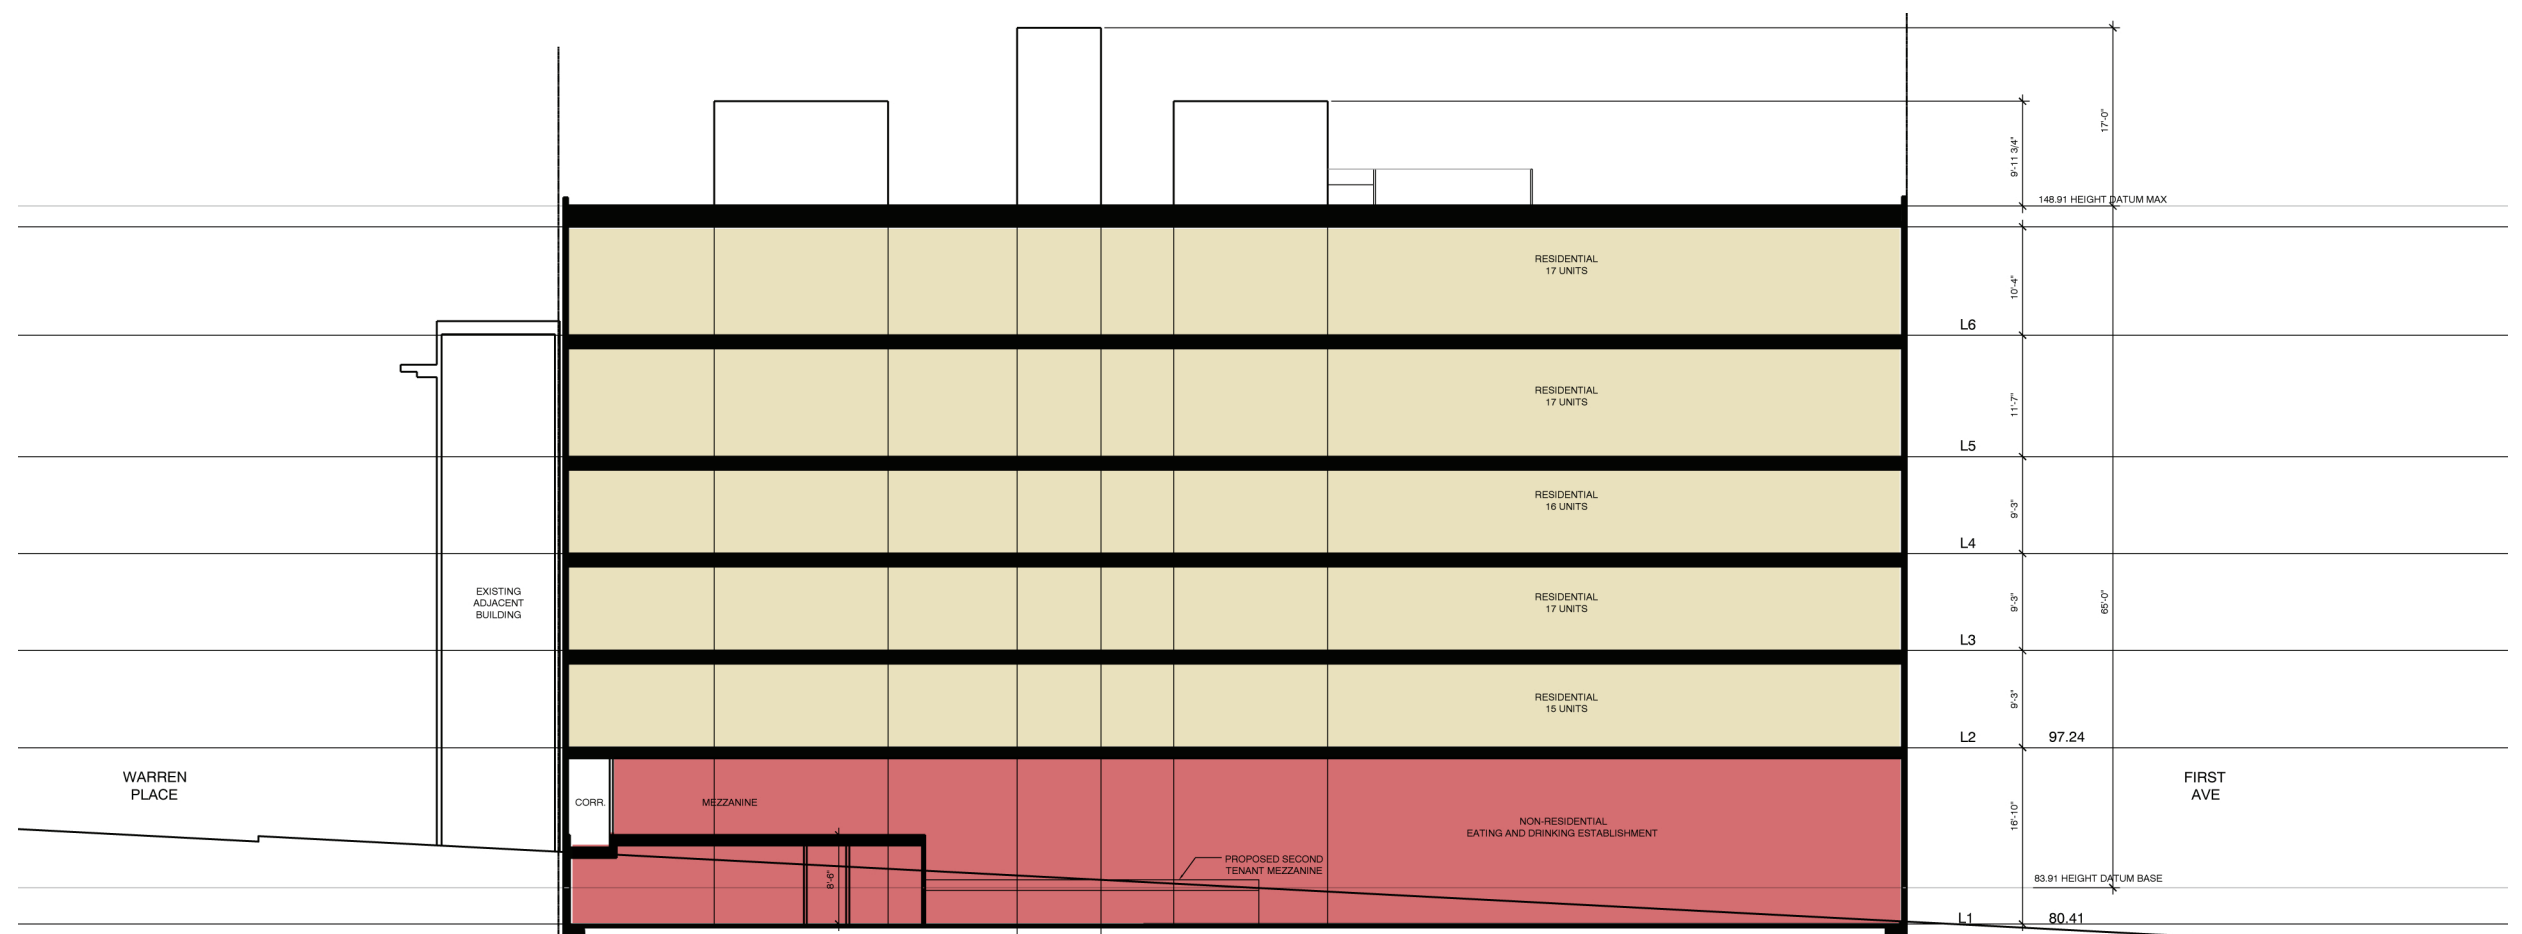 17'-0"
9'-11 3/4"
148.91 HEIGHT DATUM MAX
RESIDENTIAL
17 UNITS
10'-4"
L6
RESIDENTIAL
17 UNITS
11'-7"
L5
RESIDENTIAL
16 UNITS
9'-3"
L4
EXISTING
ADJACENT
BUILDING
RESIDENTIAL
17 UNITS
9'-3"
65'-0"
L3
RESIDENTIAL
15 UNITS
9'-3"
L2
97.24
WARREN
PLACE
CORR.
MEZZANINE
NON-RESIDENTIAL
EATING AND DRINKING ESTABLISHMENT
16'-10"
FIRST
AVE
PROPOSED SECOND
TENANT MEZZANINE
8'-6"
83.91 HEIGHT DATUM BASE
L1
80.41